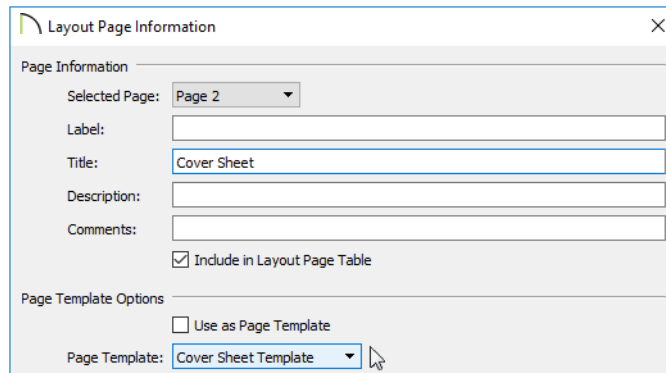 Layout Page Information
Page Information
Selected Page: Page 2
Label:
Title: Cover Sheet
Description:
Comments:
Include in Layout Page Table
Page Template Options
Use as Page Template
Page Template: Cover Sheet Template